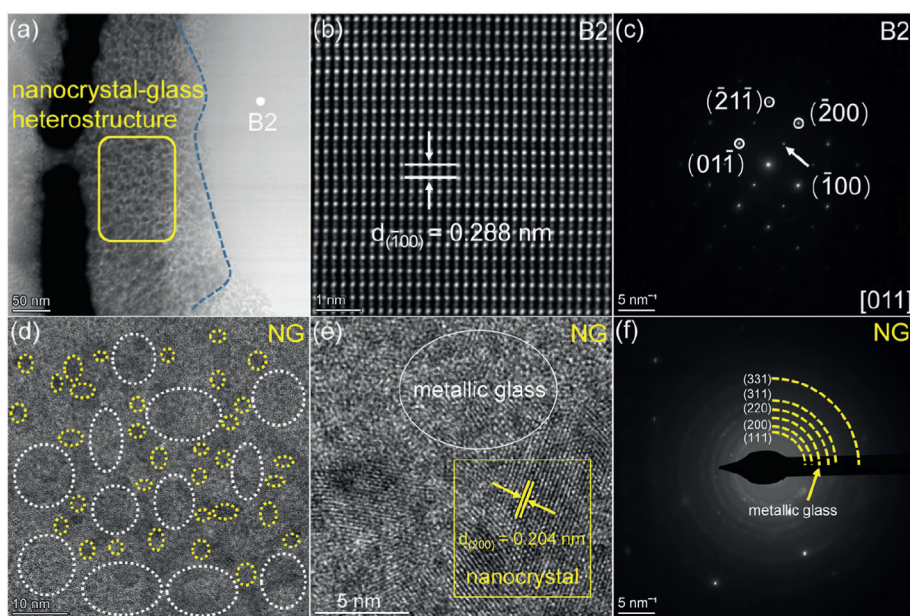 (a)
nanocrystal-glass
heterostructure
B2
50 nm
(b)
B2
d(1̄00) = 0.288 nm
1 nm
(c)
B2
(2̄11̄)
(2̄00)
(011̄)
(1̄00)
5 nm⁻¹
[011]
(d)
NG
10 nm
(e)
NG
metallic glass
d(200) = 0.204 nm
nanocrystal
5 nm
(f)
NG
(331)
(311)
(220)
(200)
(111)
metallic glass
5 nm⁻¹